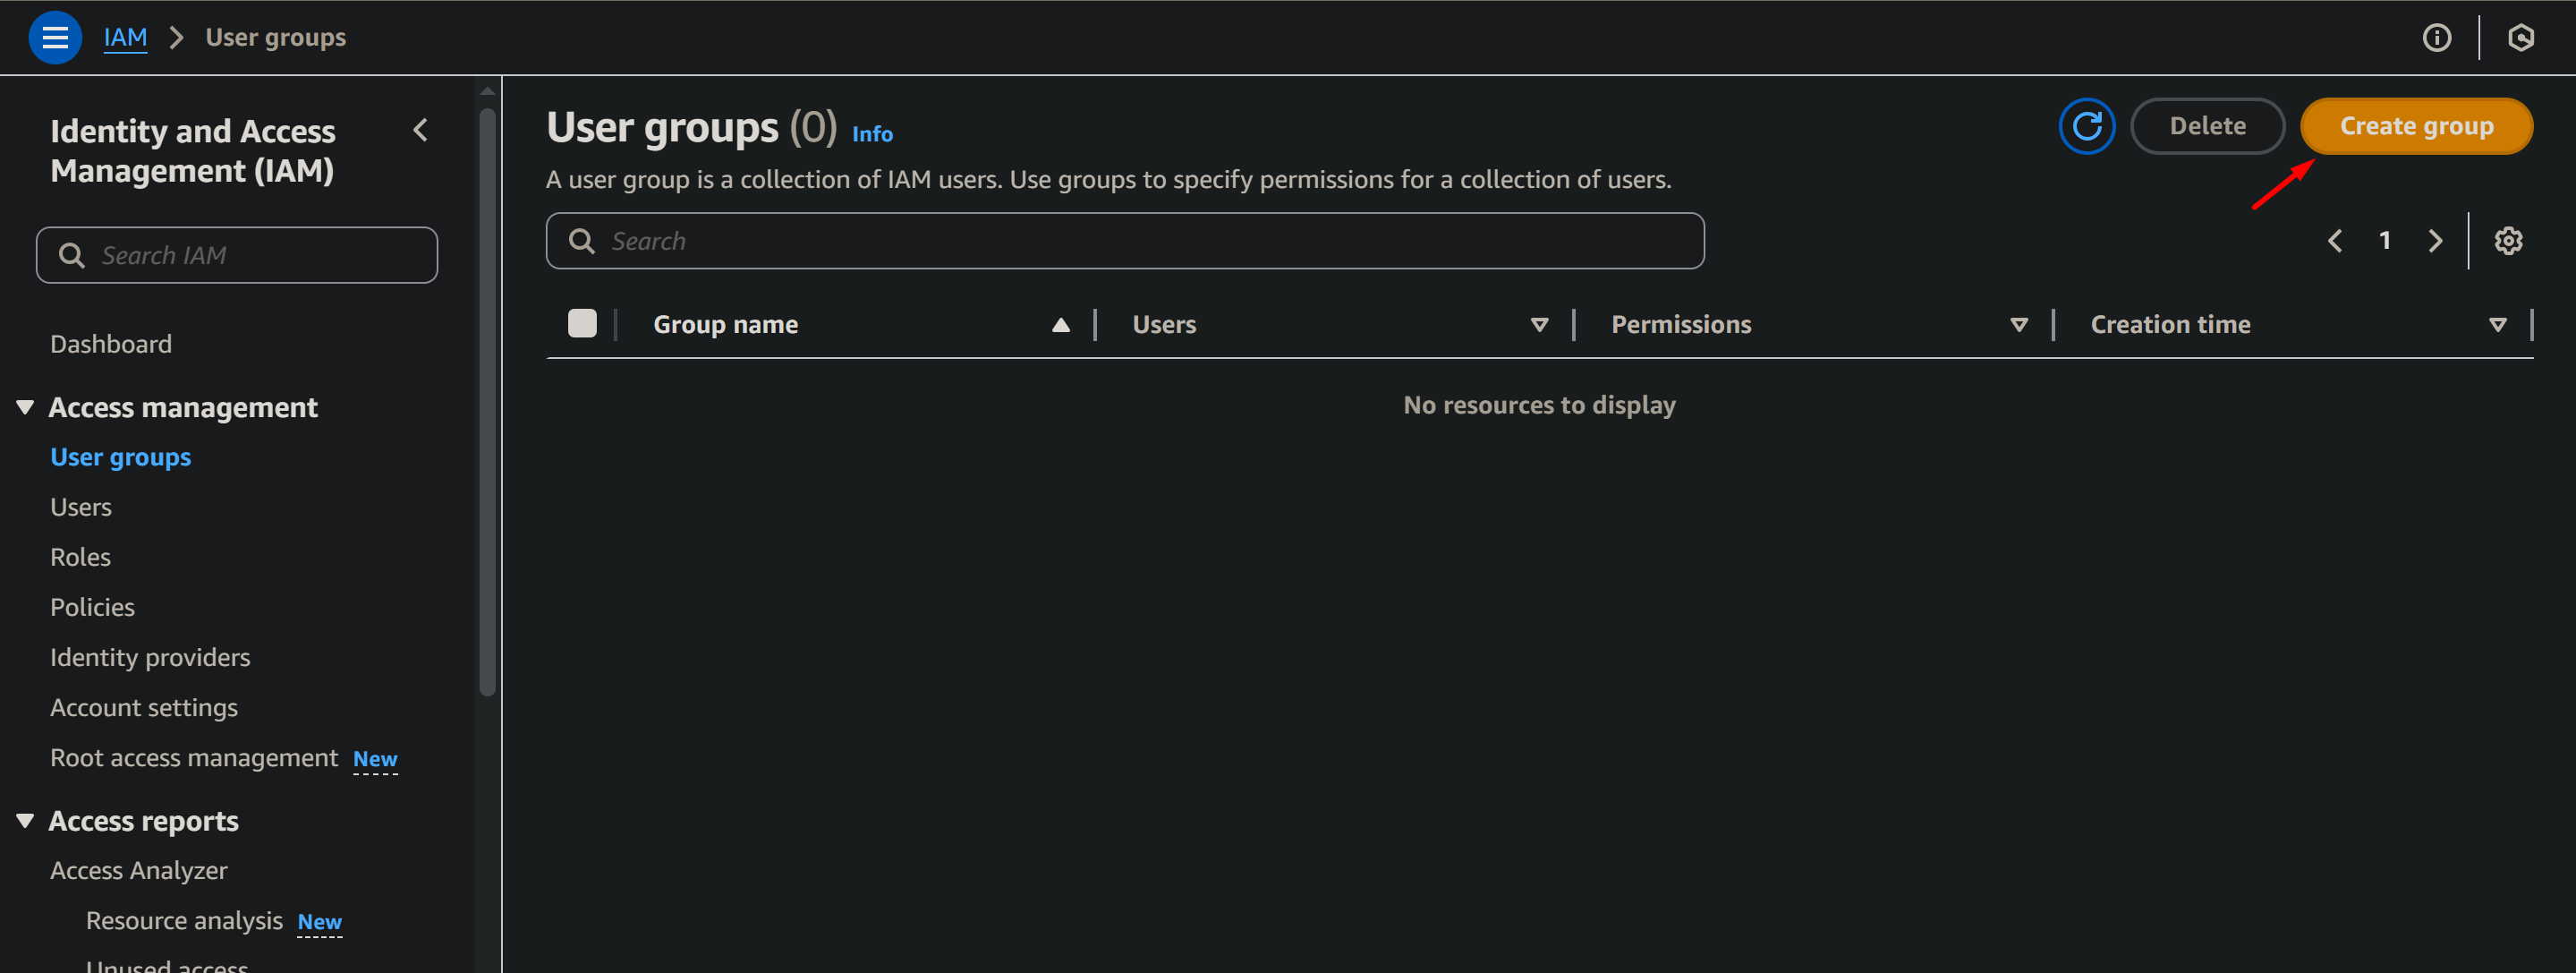 IAM > User groups
Identity and Access
Management (IAM)
Search IAM
Dashboard
Access management
User groups
Users
Roles
Policies
Identity providers
Account settings
Root access management New
Access reports
Access Analyzer
Resource analysis New
Unused access
User groups (0) Info
Delete
Create group
A user group is a collection of IAM users. Use groups to specify permissions for a collection of users.
Search
1
Group name Users Permissions Creation time
No resources to display